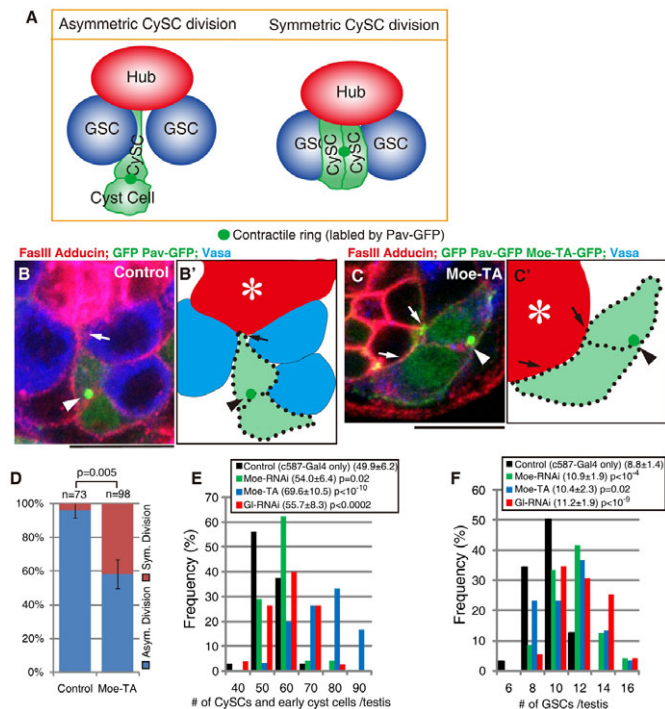 A
Asymmetric CySC division
Symmetric CySC division
Hub
GSC
GSC
CySC
Cyst Cell
Hub
GSC
CySC
CySC
GSC
Contractile ring (labled by Pav-GFP)
FasIII Adducin; GFP Pav-GFP; Vasa
FasIII Adducin; GFP Pav-GFP Moe-TA-GFP; Vasa
B
Control
B'
*
C
Moe-TA
C'
*
D
p=0.005
n=73
n=98
100%
80%
60%
40%
20%
0%
Control
Moe-TA
Asym. Division
Sym. Division
E
Control (c587-Gal4 only) (49.9±6.2)
Moe-RNAi (54.0±6.4) p=0.02
Moe-TA (69.6±10.5) p<10-10
Gl-RNAi (55.7±8.3) p<0.0002
Frequency (%)
70
60
50
40
30
20
10
0
40 50 60 70 80 90
# of CySCs and early cyst cells /testis
F
Control (c587-Gal4 only) (8.8±1.4)
Moe-RNAi (10.9±1.9) p<10-4
Moe-TA (10.4±2.3) p=0.02
Gl-RNAi (11.2±1.9) p<10-9
Frequency (%)
60
50
40
30
20
10
0
6 8 10 12 14 16
# of GSCs /testis